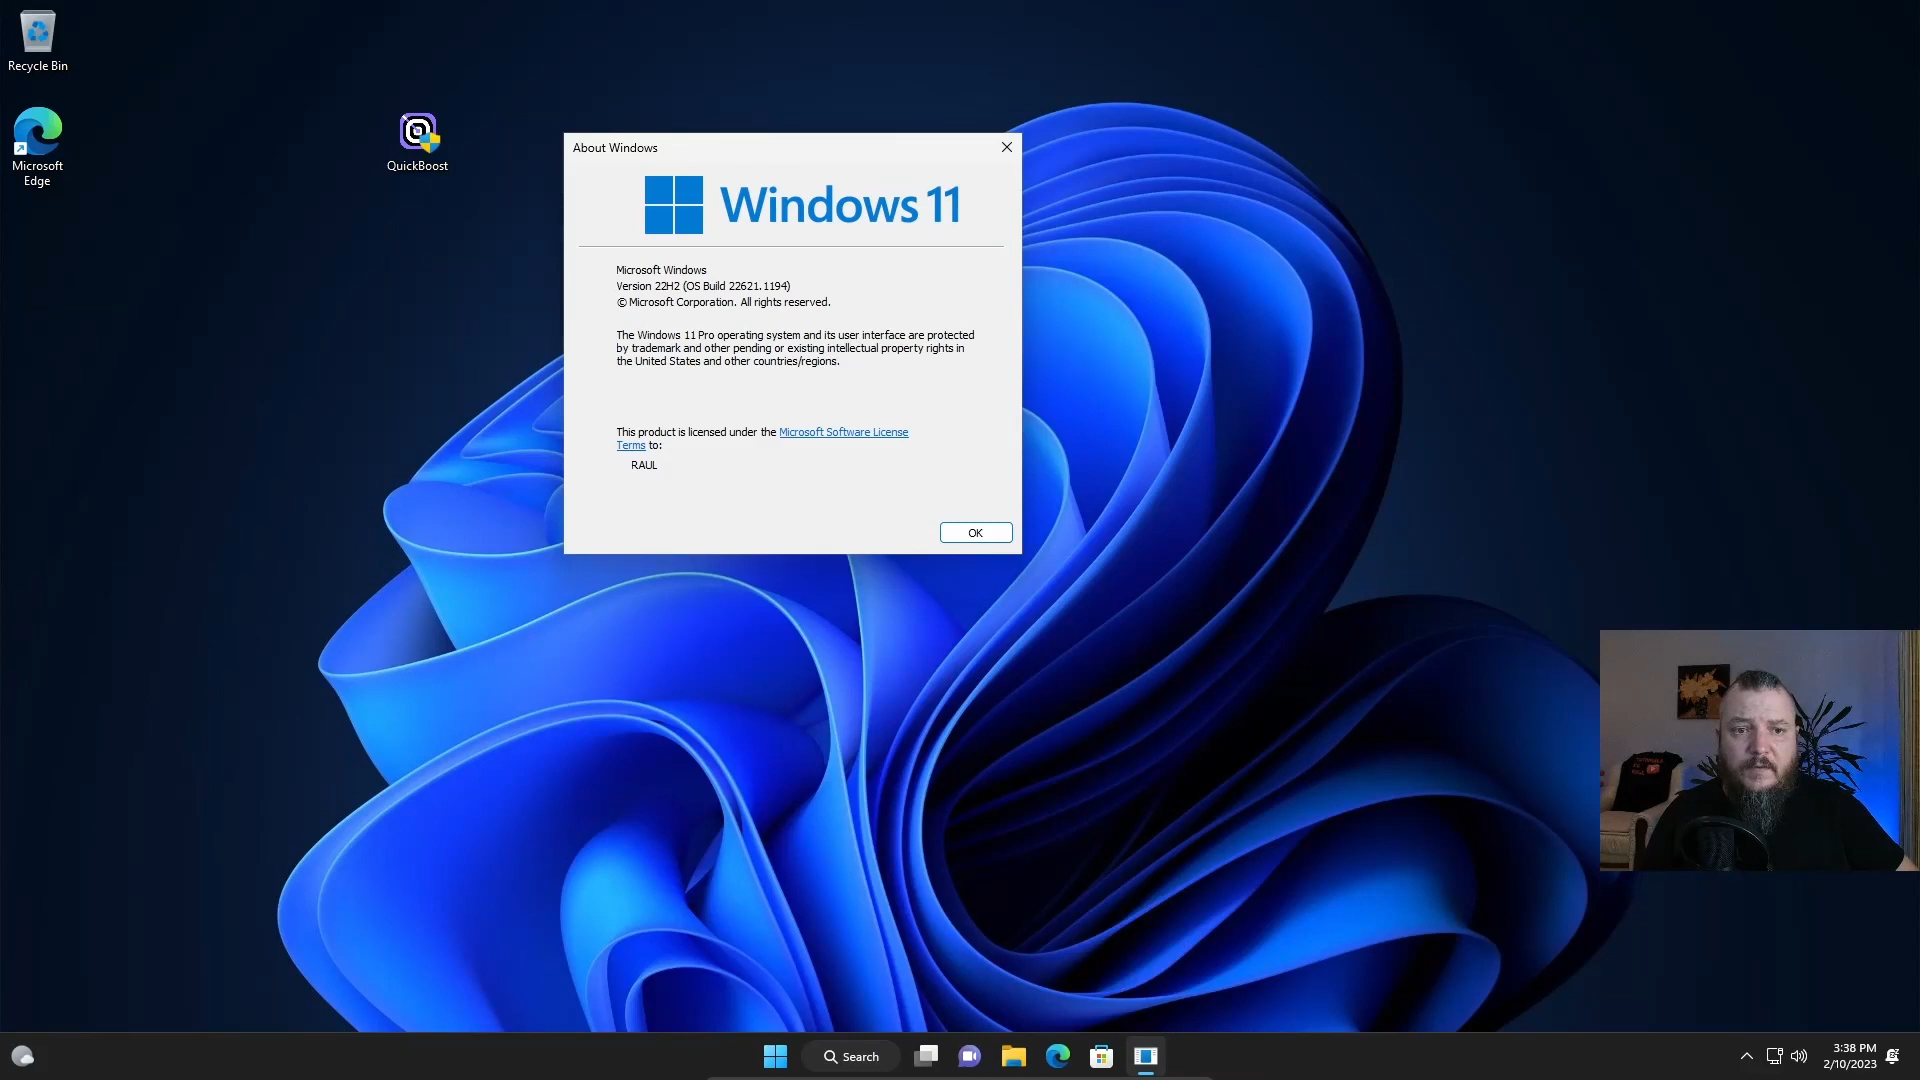 Recycle Bin
Microsoft
Edge
QuickBoost
About Windows
Windows 11
Microsoft Windows
Version 22H2 (OS Build 22621.1194)
© Microsoft Corporation. All rights reserved.
The Windows 11 Pro operating system and its user interface are protected
by trademark and other pending or existing intellectual property rights in
the United States and other countries/regions.
This product is licensed under the Microsoft Software License
Terms to:
RAUL
OK
Search
3:38 PM
2/10/2023